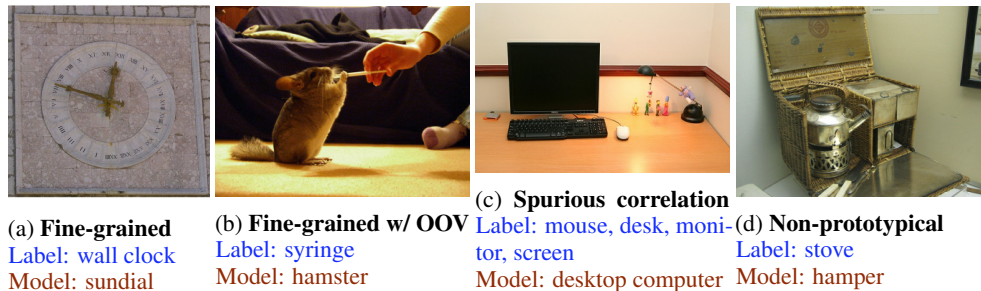 (a) Fine-grained
Label: wall clock
Model: sundial
(b) Fine-grained w/ OOV
Label: syringe
Model: hamster
(c) Spurious correlation
Label: mouse, desk, moni-
tor, screen
Model: desktop computer
(d) Non-prototypical
Label: stove
Model: hamper